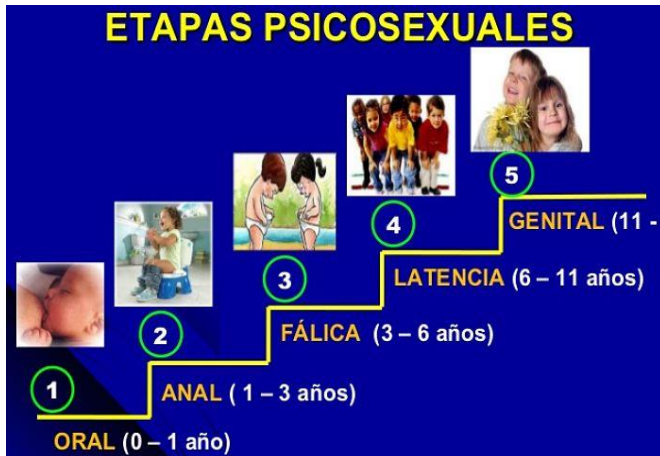 ETAPAS PSICOSEXUALES
5
GENITAL (11 -
4
LATENCIA (6 – 11 años)
3
FÁLICA (3 – 6 años)
2
ANAL ( 1 – 3 años)
1
ORAL (0 – 1 año)